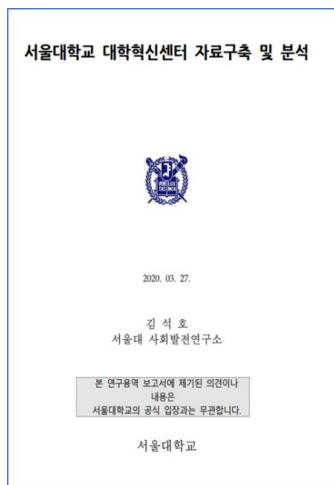 서울대학교 대학혁신센터 자료구축 및 분석
2020. 03. 27.
김 석 호
서울대 사회발전연구소
본 연구용역 보고서에 제기된 의견이나
내용은
서울대학교의 공식 입장과는 무관합니다.
서울대학교